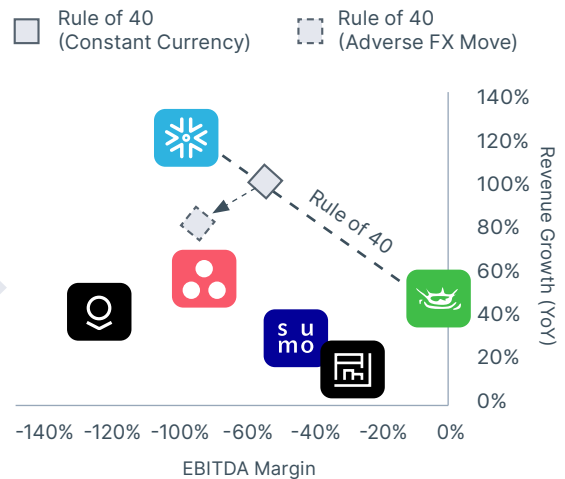 Rule of 40
(Constant Currency)
Rule of 40
(Adverse FX Move)
140%
120%
100%
80%
60%
40%
20%
0%
Revenue Growth (YoY)
Rule of 40
s u
mo
-140% -120% -100% -80% -60% -40% -20% 0%
EBITDA Margin